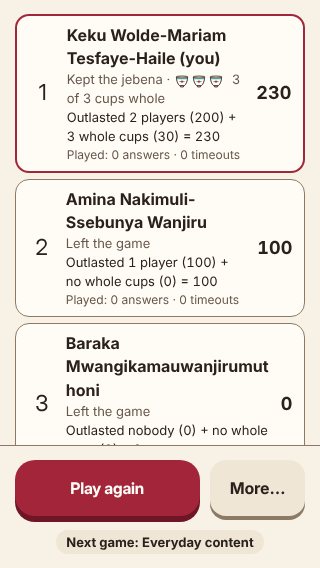 Keku Wolde-Mariam
Tesfaye-Haile (you)
Kept the jebena · 3
of 3 cups whole
1
230
Outlasted 2 players (200) +
3 whole cups (30) = 230
Played: 0 answers · 0 timeouts
Amina Nakimuli-
Ssebunya Wanjiru
Left the game
2
100
Outlasted 1 player (100) +
no whole cups (0) = 100
Played: 0 answers · 0 timeouts
Baraka
Mwangikamauwanjirumut
honi
3
0
Left the game
Outlasted nobody (0) + no whole
Play again
More...
Next game: Everyday content